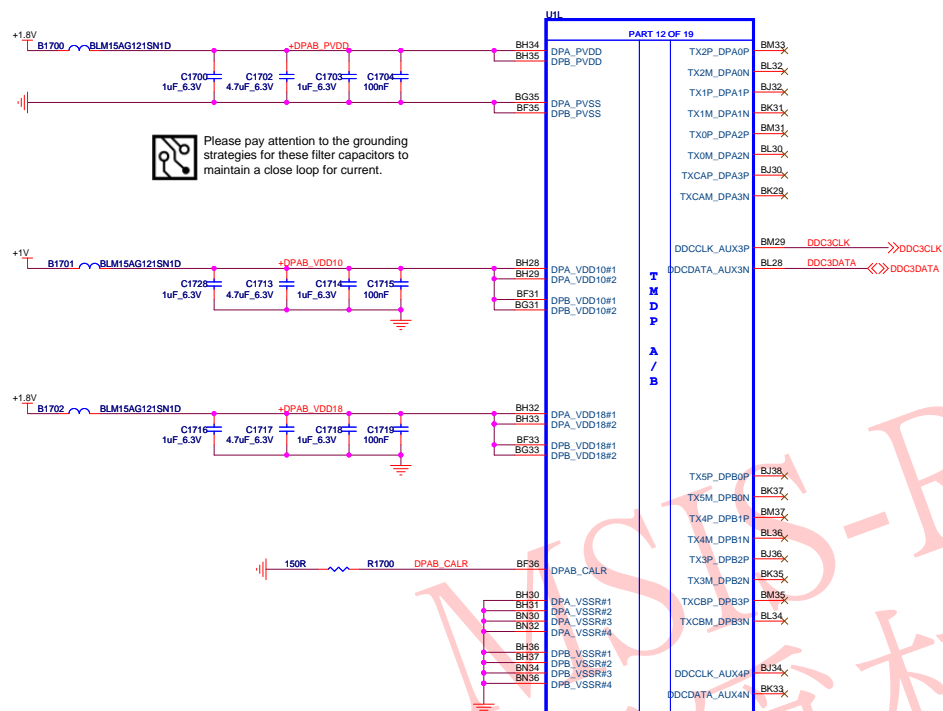 U1L
PART 12 OF 19
+1.8V
B1700 BLM15AG121SN1D
+DPAB_PVDD
C1700 1uF_6.3V
C1702 4.7uF_6.3V
C1703 1uF_6.3V
C1704 100nF
BH34 DPA_PVDD
BH35 DPB_PVDD
BG35 DPA_PVSS
BF35 DPB_PVSS
Please pay attention to the grounding
strategies for these filter capacitors to
maintain a close loop for current.
TX2P_DPA0P BM33
TX2M_DPA0N BL32
TX1P_DPA1P BJ32
TX1M_DPA1N BK31
TX0P_DPA2P BM31
TX0M_DPA2N BL30
TXCAP_DPA3P BJ30
TXCAM_DPA3N BK29
DDCCLK_AUX3P BM29 DDC3CLK DDC3CLK
DDCDATA_AUX3N BL28 DDC3DATA DDC3DATA
+1V
B1701 BLM15AG121SN1D
+DPAB_VDD10
C1728 1uF_6.3V
C1713 4.7uF_6.3V
C1714 1uF_6.3V
C1715 100nF
BH28 DPA_VDD10#1
BH29 DPA_VDD10#2
BF31 DPB_VDD10#1
BG31 DPB_VDD10#2
TMDP A/B
+1.8V
B1702 BLM15AG121SN1D
+DPAB_VDD18
C1716 1uF_6.3V
C1717 4.7uF_6.3V
C1718 1uF_6.3V
C1719 100nF
BH32 DPA_VDD18#1
BH33 DPA_VDD18#2
BF33 DPB_VDD18#1
BG33 DPB_VDD18#2
150R R1700 DPAB_CALR BF36 DPAB_CALR
BH30 DPA_VSSR#1
BH31 DPA_VSSR#2
BN30 DPA_VSSR#3
BN32 DPA_VSSR#4
BH36 DPB_VSSR#1
BH37 DPB_VSSR#2
BN34 DPB_VSSR#3
BN36 DPB_VSSR#4
TX5P_DPB0P BJ38
TX5M_DPB0N BK37
TX4P_DPB1P BM37
TX4M_DPB1N BL36
TX3P_DPB2P BJ36
TX3M_DPB2N BK35
TXCBP_DPB3P BM35
TXCBM_DPB3N BL34
DDCCLK_AUX4P BJ34
DDCDATA_AUX4N BK33
MSIS-